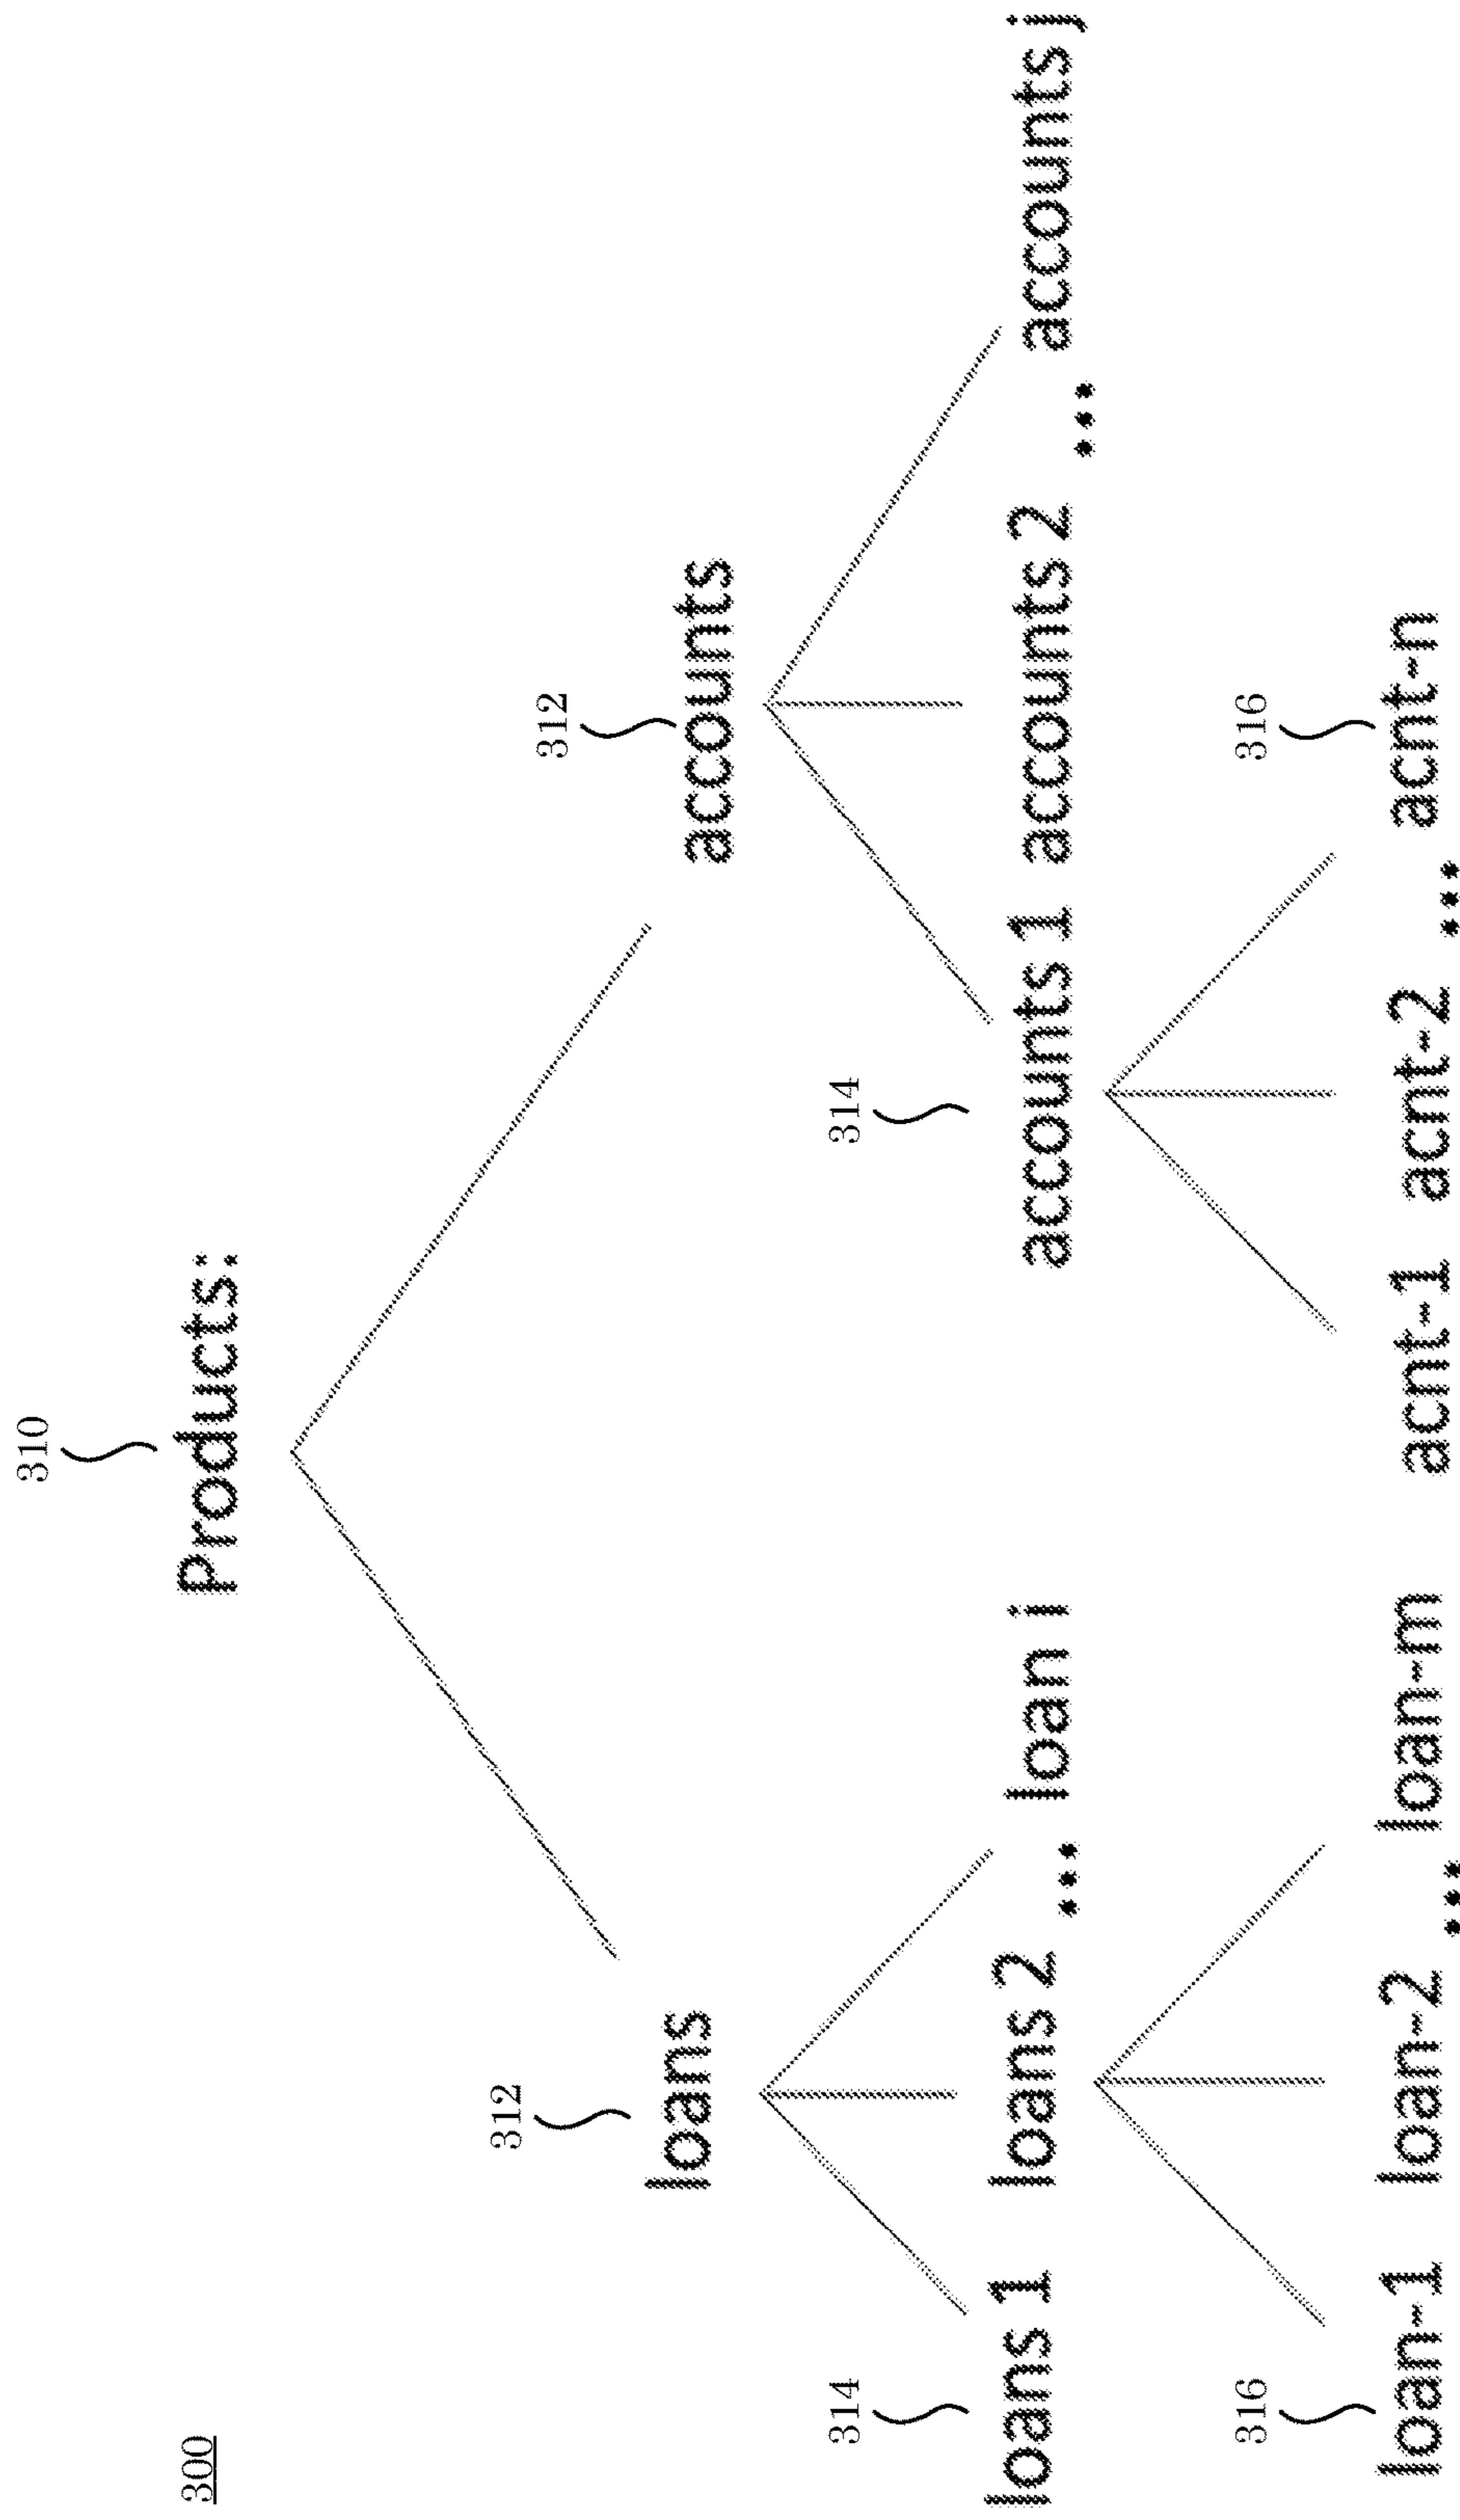 300
310
Products:
312
312
loans
accounts
314
314
loans 1 loans 2 ... loan i
accounts 1 accounts 2 ... accounts j
316
316
loan-1 loan-2 ... loan-m
acnt-1 acnt-2 ... acnt-n